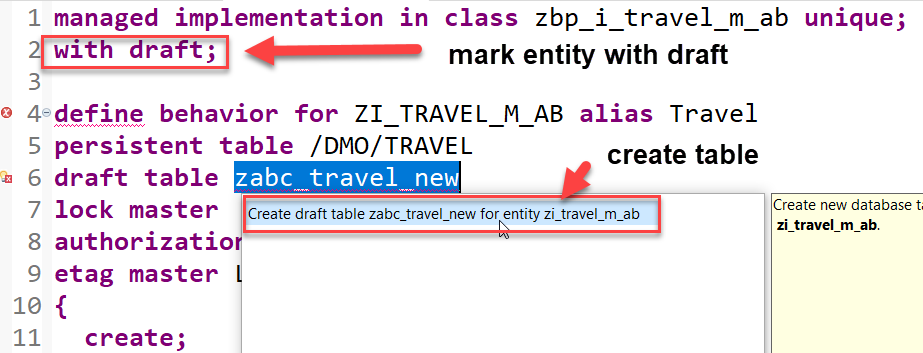 1 managed implementation in class zbp_i_travel_m_ab unique;
2 with draft;
mark entity with draft
3
4 define behavior for ZI_TRAVEL_M_AB alias Travel
5 persistent table /DMO/TRAVEL
create table
6 draft table zabc_travel_new
7 lock master
Create draft table zabc_travel_new for entity zi_travel_m_ab
Create new database ta
zi_travel_m_ab.
8 authorization
9 etag master L
10 {
11 create;